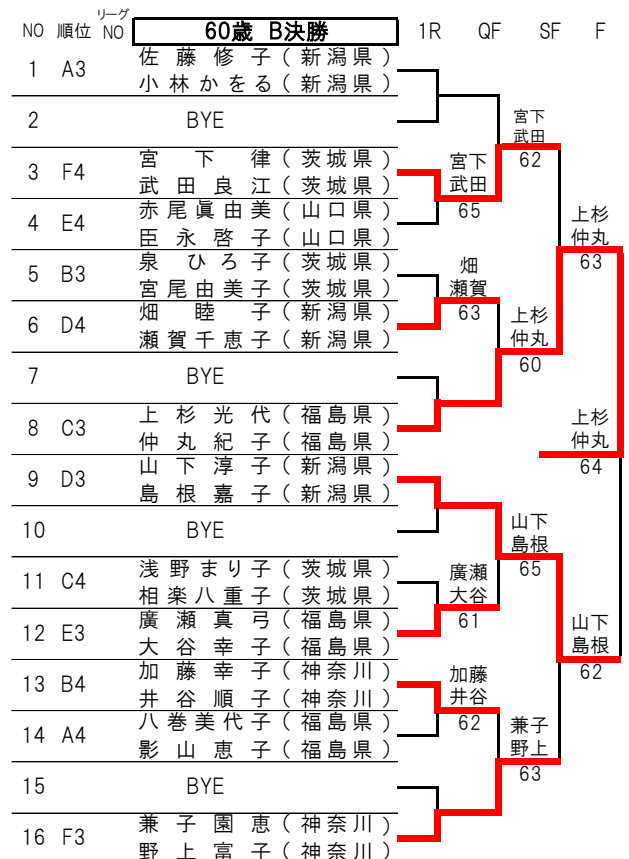 リーグ
NO 順位 NO 60歳 B決勝 1R QF SF F
1 A3 佐藤修子(新潟県)
小林かをる(新潟県)
2 BYE
3 F4 宮下律(茨城県)
武田良江(茨城県)
4 E4 赤尾眞由美(山口県)
臣永啓子(山口県)
5 B3 泉ひろ子(茨城県)
宮尾由美子(茨城県)
6 D4 畑睦子(新潟県)
瀬賀千恵子(新潟県)
7 BYE
8 C3 上杉光代(福島県)
仲丸紀子(福島県)
9 D3 山下淳子(新潟県)
島根嘉子(新潟県)
10 BYE
11 C4 浅野まり子(茨城県)
相楽八重子(茨城県)
12 E3 廣瀬真弓(福島県)
大谷幸子(福島県)
13 B4 加藤幸子(神奈川)
井谷順子(神奈川)
14 A4 八巻美代子(福島県)
影山恵子(福島県)
15 BYE
16 F3 兼子園恵(神奈川)
野上富子(神奈川)
宮下
武田
65
畑
瀬賀
63
廣瀬
大谷
61
加藤
井谷
62
宮下
武田
62
上杉
仲丸
60
山下
島根
65
兼子
野上
63
上杉
仲丸
63
上杉
仲丸
64
山下
島根
62